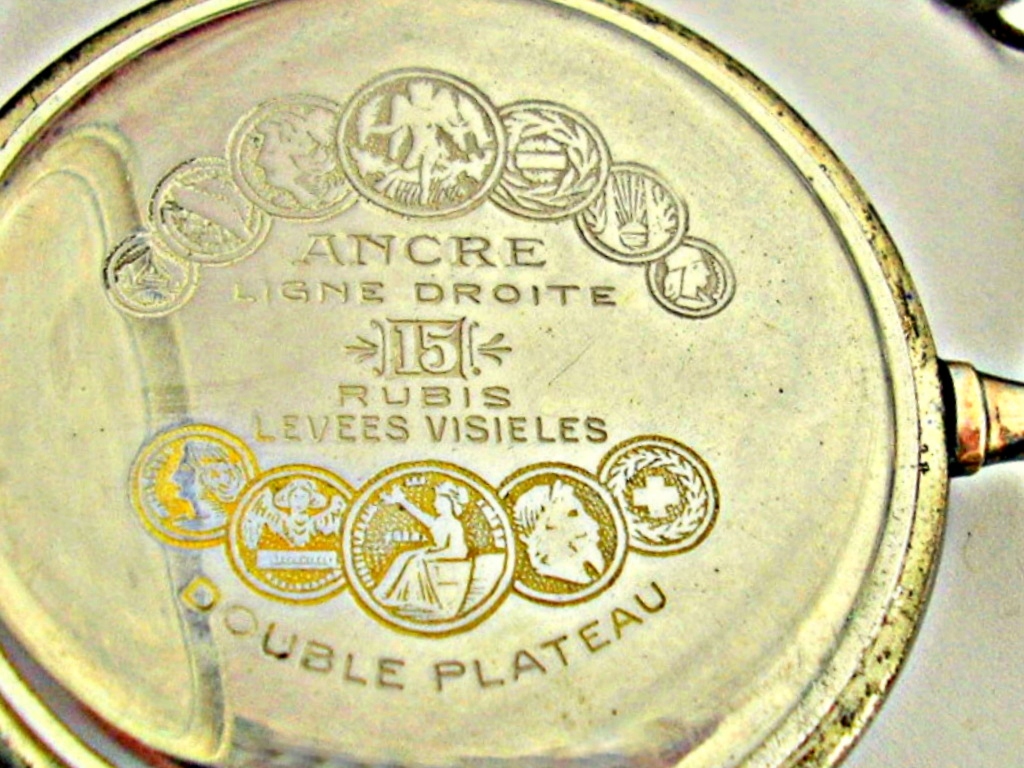 ANCRE
LIGNE DROITE
15
RUBIS
LEVEES VISIELES
DOUBLE PLATEAU